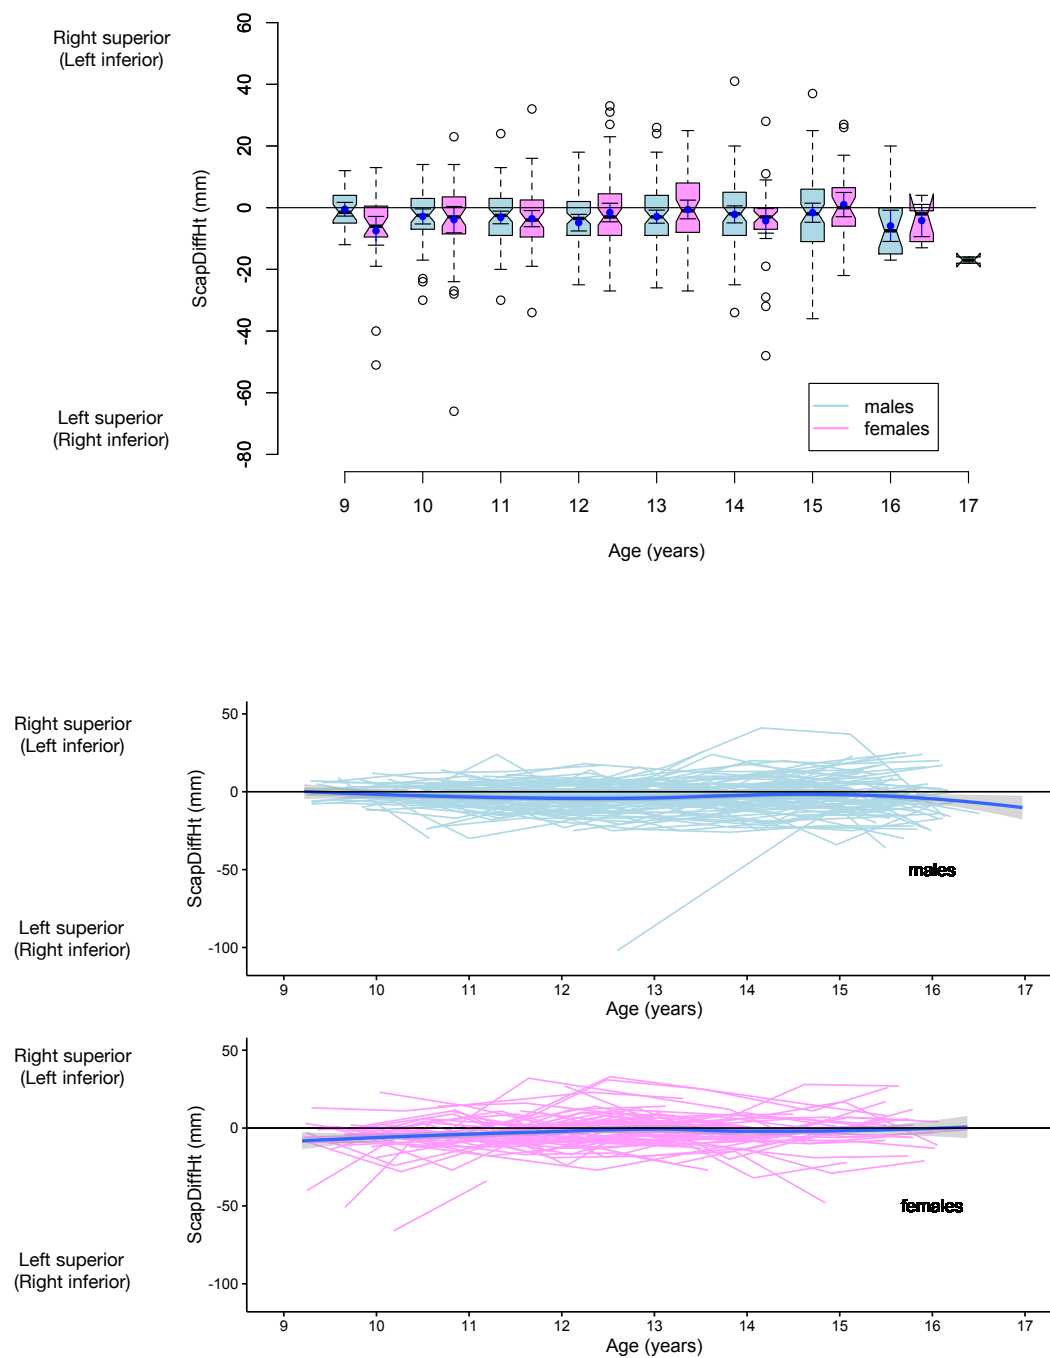 Right superior
(Left inferior)
Left superior
(Right inferior)
ScapDiffHt (mm)
60
40
20
0
-20
-40
-60
-80
males
females
9 10 11 12 13 14 15 16 17
Age (years)
Right superior
(Left inferior)
Left superior
(Right inferior)
ScapDiffHt (mm)
50
0
-50
-100
males
9 10 11 12 13 14 15 16 17
Age (years)
Right superior
(Left inferior)
Left superior
(Right inferior)
ScapDiffHt (mm)
50
0
-50
-100
females
9 10 11 12 13 14 15 16 17
Age (years)